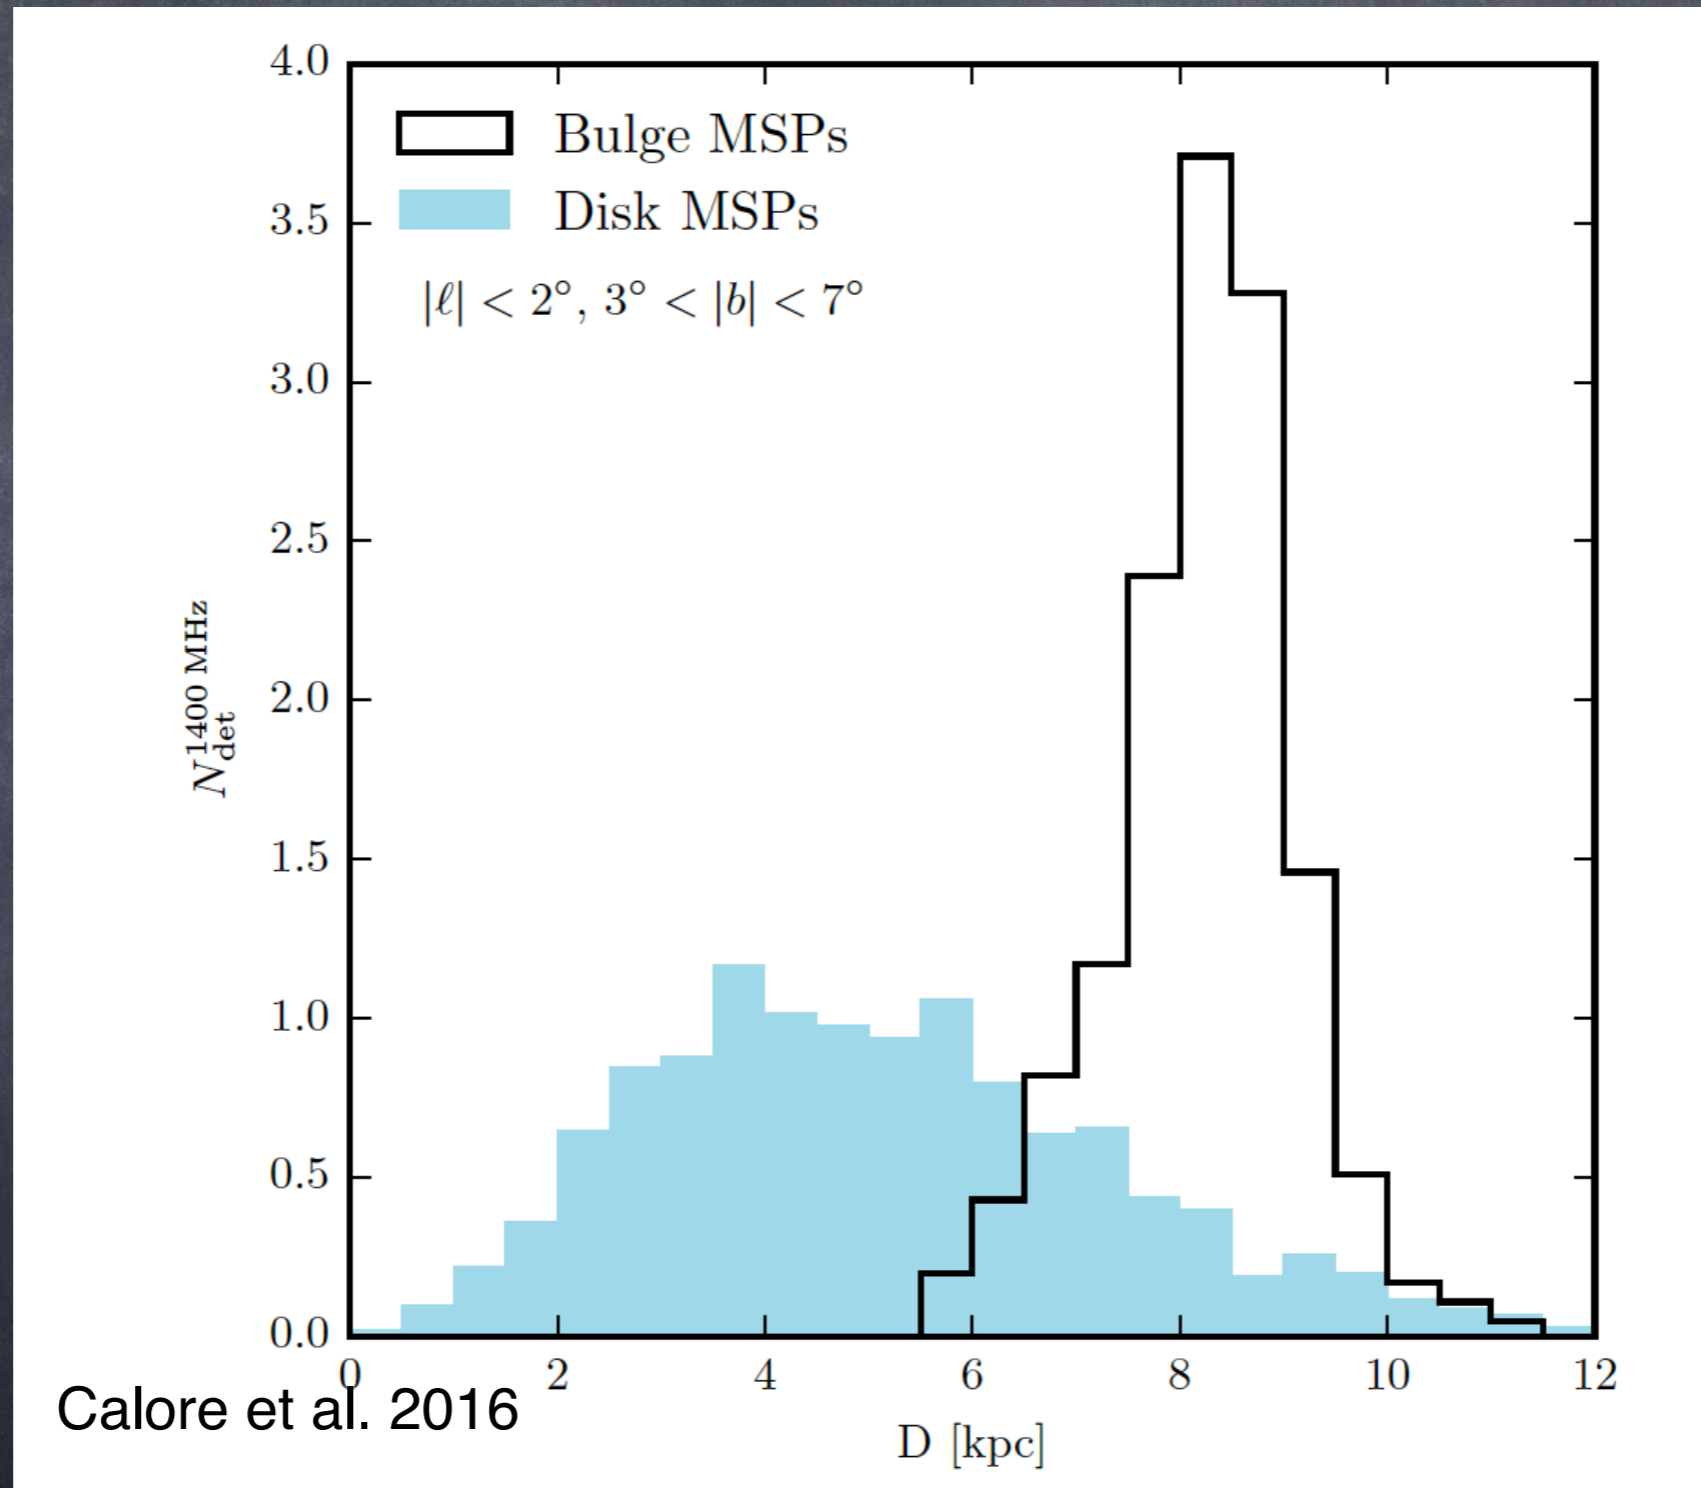 4.0
3.5
3.0
2.5
2.0
1.5
1.0
0.5
0.0
Bulge MSPs
Disk MSPs
|ℓ| < 2°, 3° < |b| < 7°
N_det^1400 MHz
0 2 4 6 8 10 12
D [kpc]
Calore et al. 2016